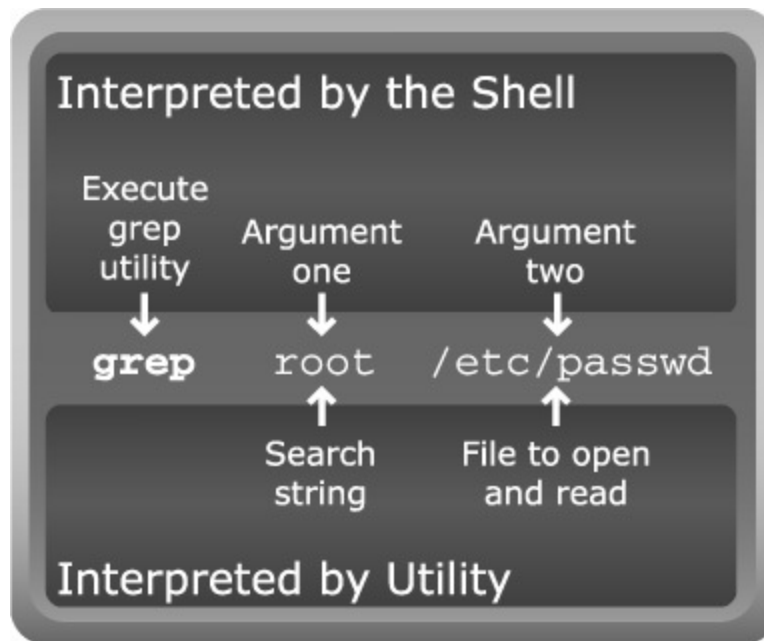 Interpreted by the Shell
Execute
grep
utility
Argument
one
Argument
two
grep root /etc/passwd
Search
string
File to open
and read
Interpreted by Utility